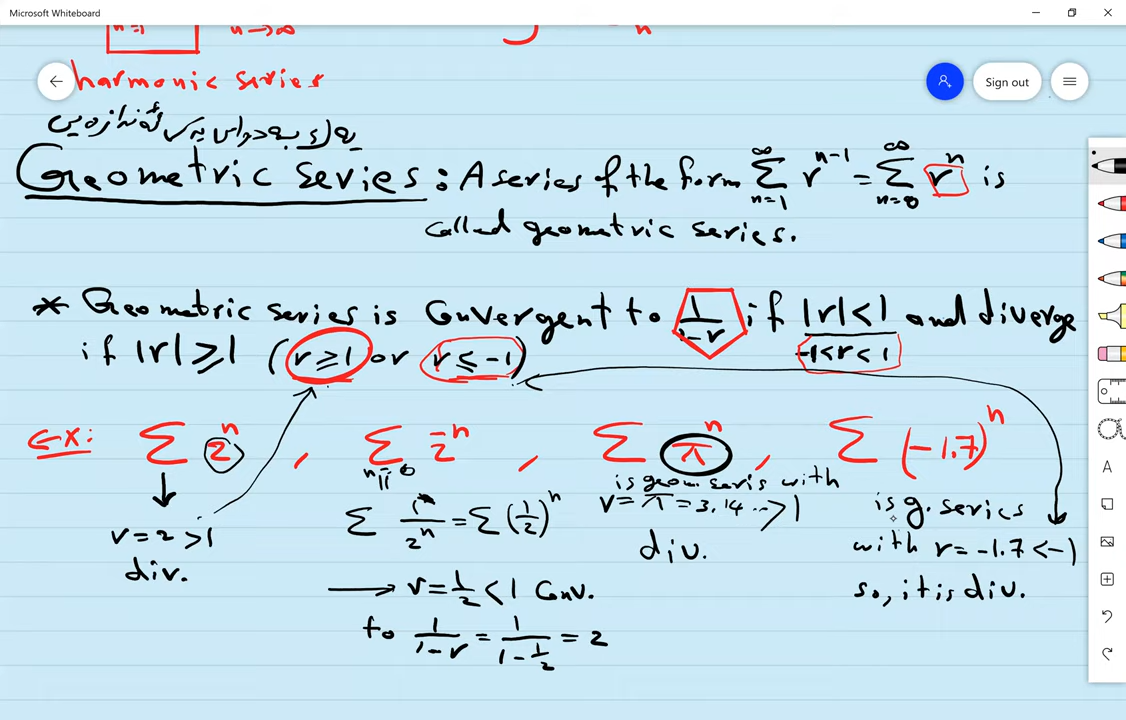 Microsoft Whiteboard
n=1 n→∞ n
harmonic series
Sign out
Geometric series: A series of the form ∑_{n=1}^{∞} r^{n-1} = ∑_{n=0}^{∞} r^n is
called geometric series.
* Geometric series is Convergent to 1/(1-r) if |r|<1 and diverge
if |r|≥1 (r≥1 or r≤-1) -1<r<1
Ex: ∑ 2^n , ∑_{n=0} 2^{-n} , ∑ π^n , ∑ (-1.7)^n
r=2>1
div.
∑ 1^n/2^n = ∑ (1/2)^n
→ r=1/2<1 Conv.
to 1/(1-r) = 1/(1-1/2) = 2
is geom. seris with
r=π=3.14...>1
div.
is g. series
with r=-1.7<-1
so, it is div.
A